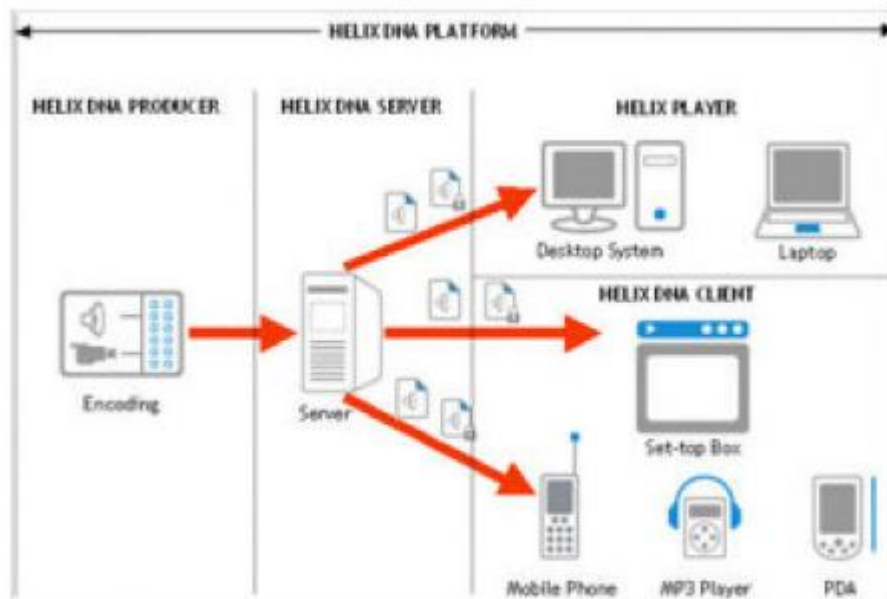 HELIX DNA PLATFORM
HELIX DNA PRODUCER
HELIX DNA SERVER
HELIX PLAYER
Desktop System
Laptop
HELIX DNA CLIENT
Encoding
Server
Set-top Box
Mobile Phone
MP3 Player
PDA